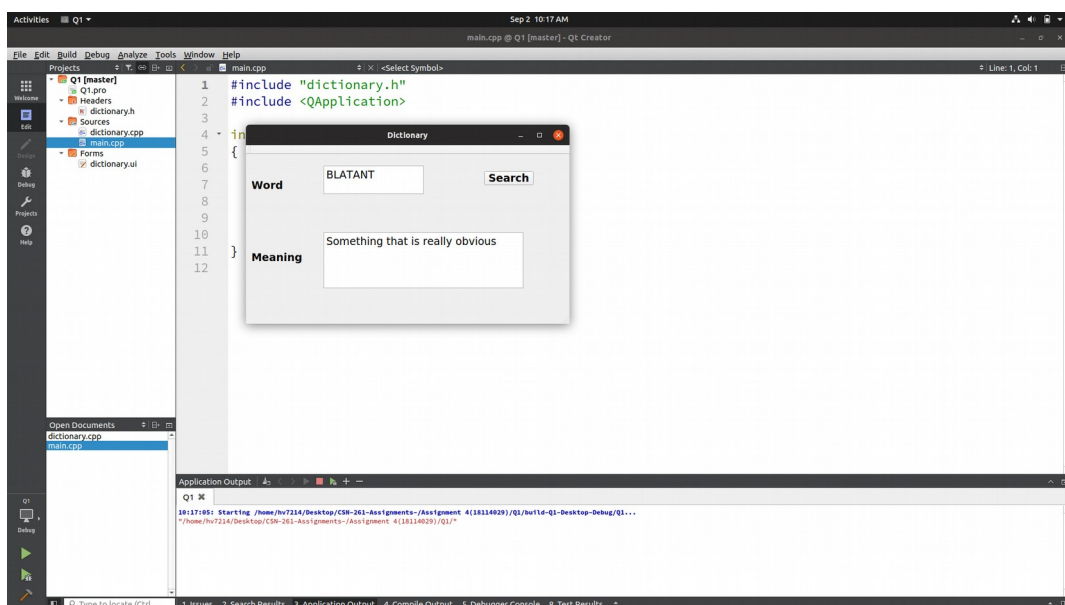 Activities Q1 Sep 2 10:17 AM
main.cpp @ Q1 [master] - Qt Creator
File Edit Build Debug Analyze Tools Window Help
Projects main.cpp <Select Symbol> Line: 1, Col: 1
Welcome
Edit
Design
Debug
Projects
Help
Q1 [master]
Q1.pro
Headers
dictionary.h
Sources
dictionary.cpp
main.cpp
Forms
dictionary.ui
1 #include "dictionary.h"
2 #include <QApplication>
3
4 in
5 {
6
7
8
9
10
11 }
12
Dictionary
Word BLATANT Search
Meaning Something that is really obvious
Open Documents
dictionary.cpp
main.cpp
Q1
Debug
Application Output
Q1
10:17:05: Starting /home/hv7214/Desktop/CSN-261-Assignments-/Assignment 4(18114029)/Q1/build-Q1-Desktop-Debug/Q1...
"/home/hv7214/Desktop/CSN-261-Assignments-/Assignment 4(18114029)/Q1/"
Type to locate (Ctrl 1 Issues 2 Search Results 3 Application Output 4 Compile Output 5 Debugger Console 8 Test Results